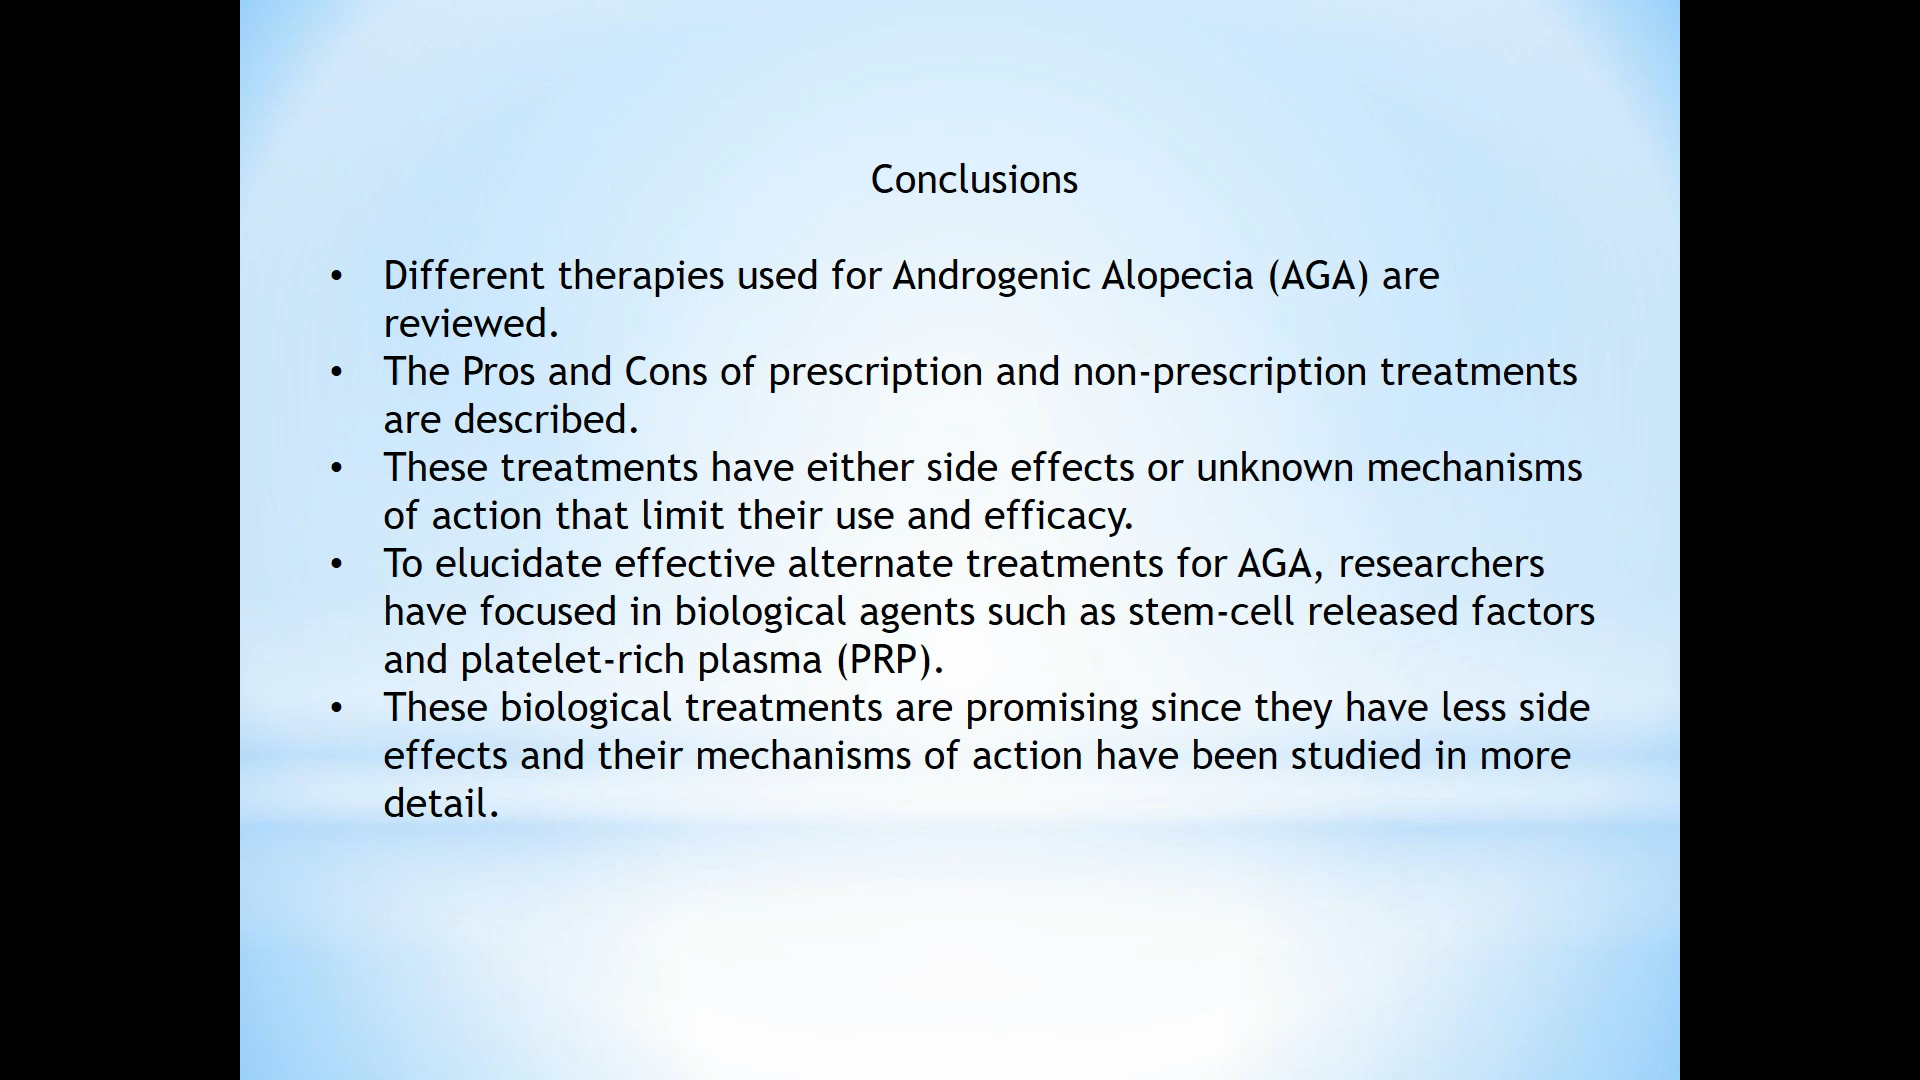 Conclusions
• Different therapies used for Androgenic Alopecia (AGA) are
reviewed.
• The Pros and Cons of prescription and non-prescription treatments
are described.
• These treatments have either side effects or unknown mechanisms
of action that limit their use and efficacy.
• To elucidate effective alternate treatments for AGA, researchers
have focused in biological agents such as stem-cell released factors
and platelet-rich plasma (PRP).
• These biological treatments are promising since they have less side
effects and their mechanisms of action have been studied in more
detail.